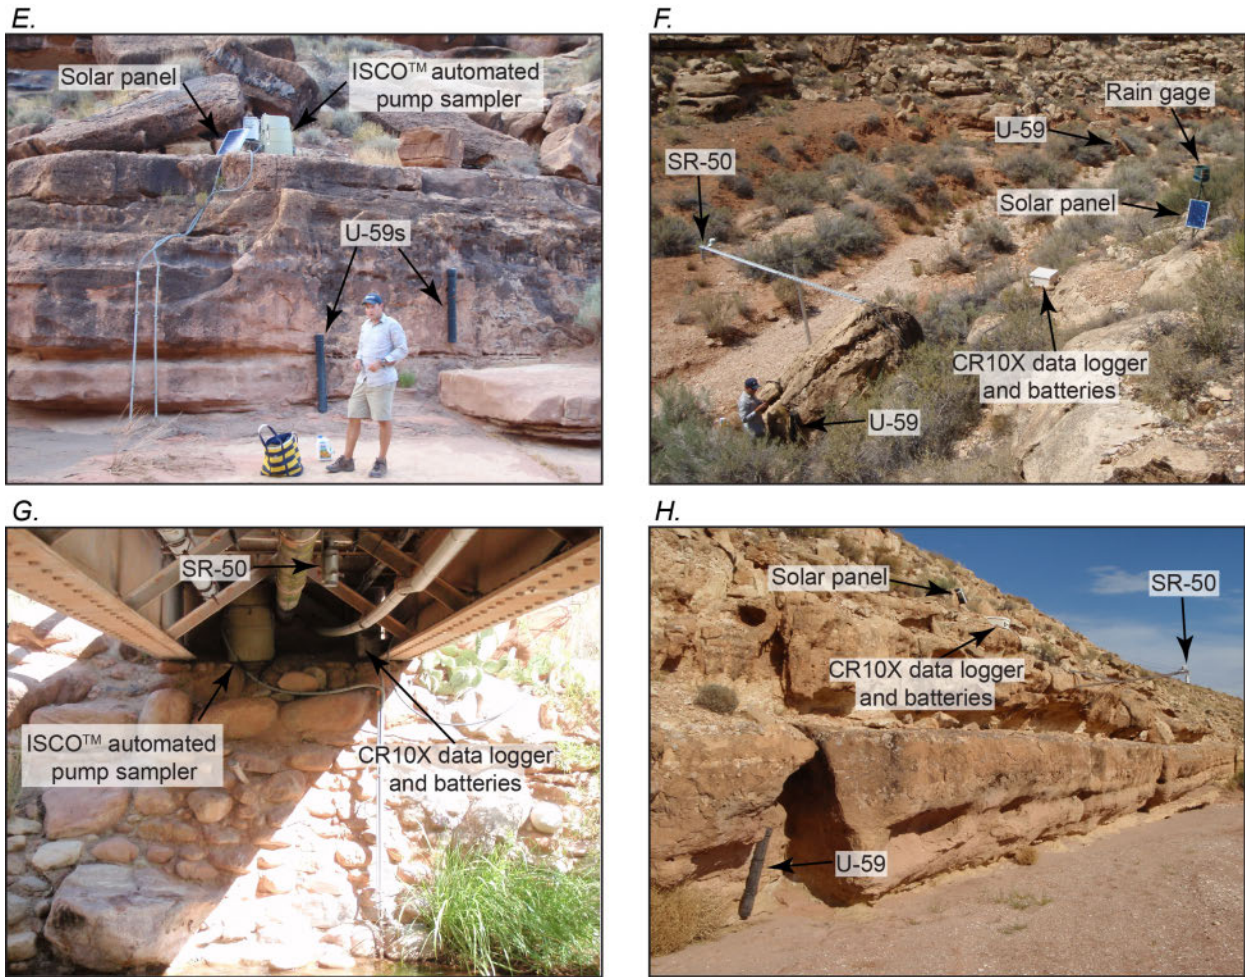 E.
Solar panel
ISCO™ automated
pump sampler
U-59s
F.
Rain gage
U-59
SR-50
Solar panel
CR10X data logger
and batteries
U-59
G.
SR-50
ISCO™ automated
pump sampler
CR10X data logger
and batteries
H.
Solar panel
SR-50
CR10X data logger
and batteries
U-59